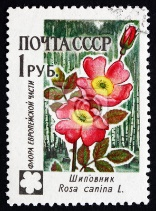 ПОЧТА СССР
1 РУБ.
ФЛОРА ЕВРОПЕЙСКОЙ ЧАСТИ
Шиповник
Rosa canina L.